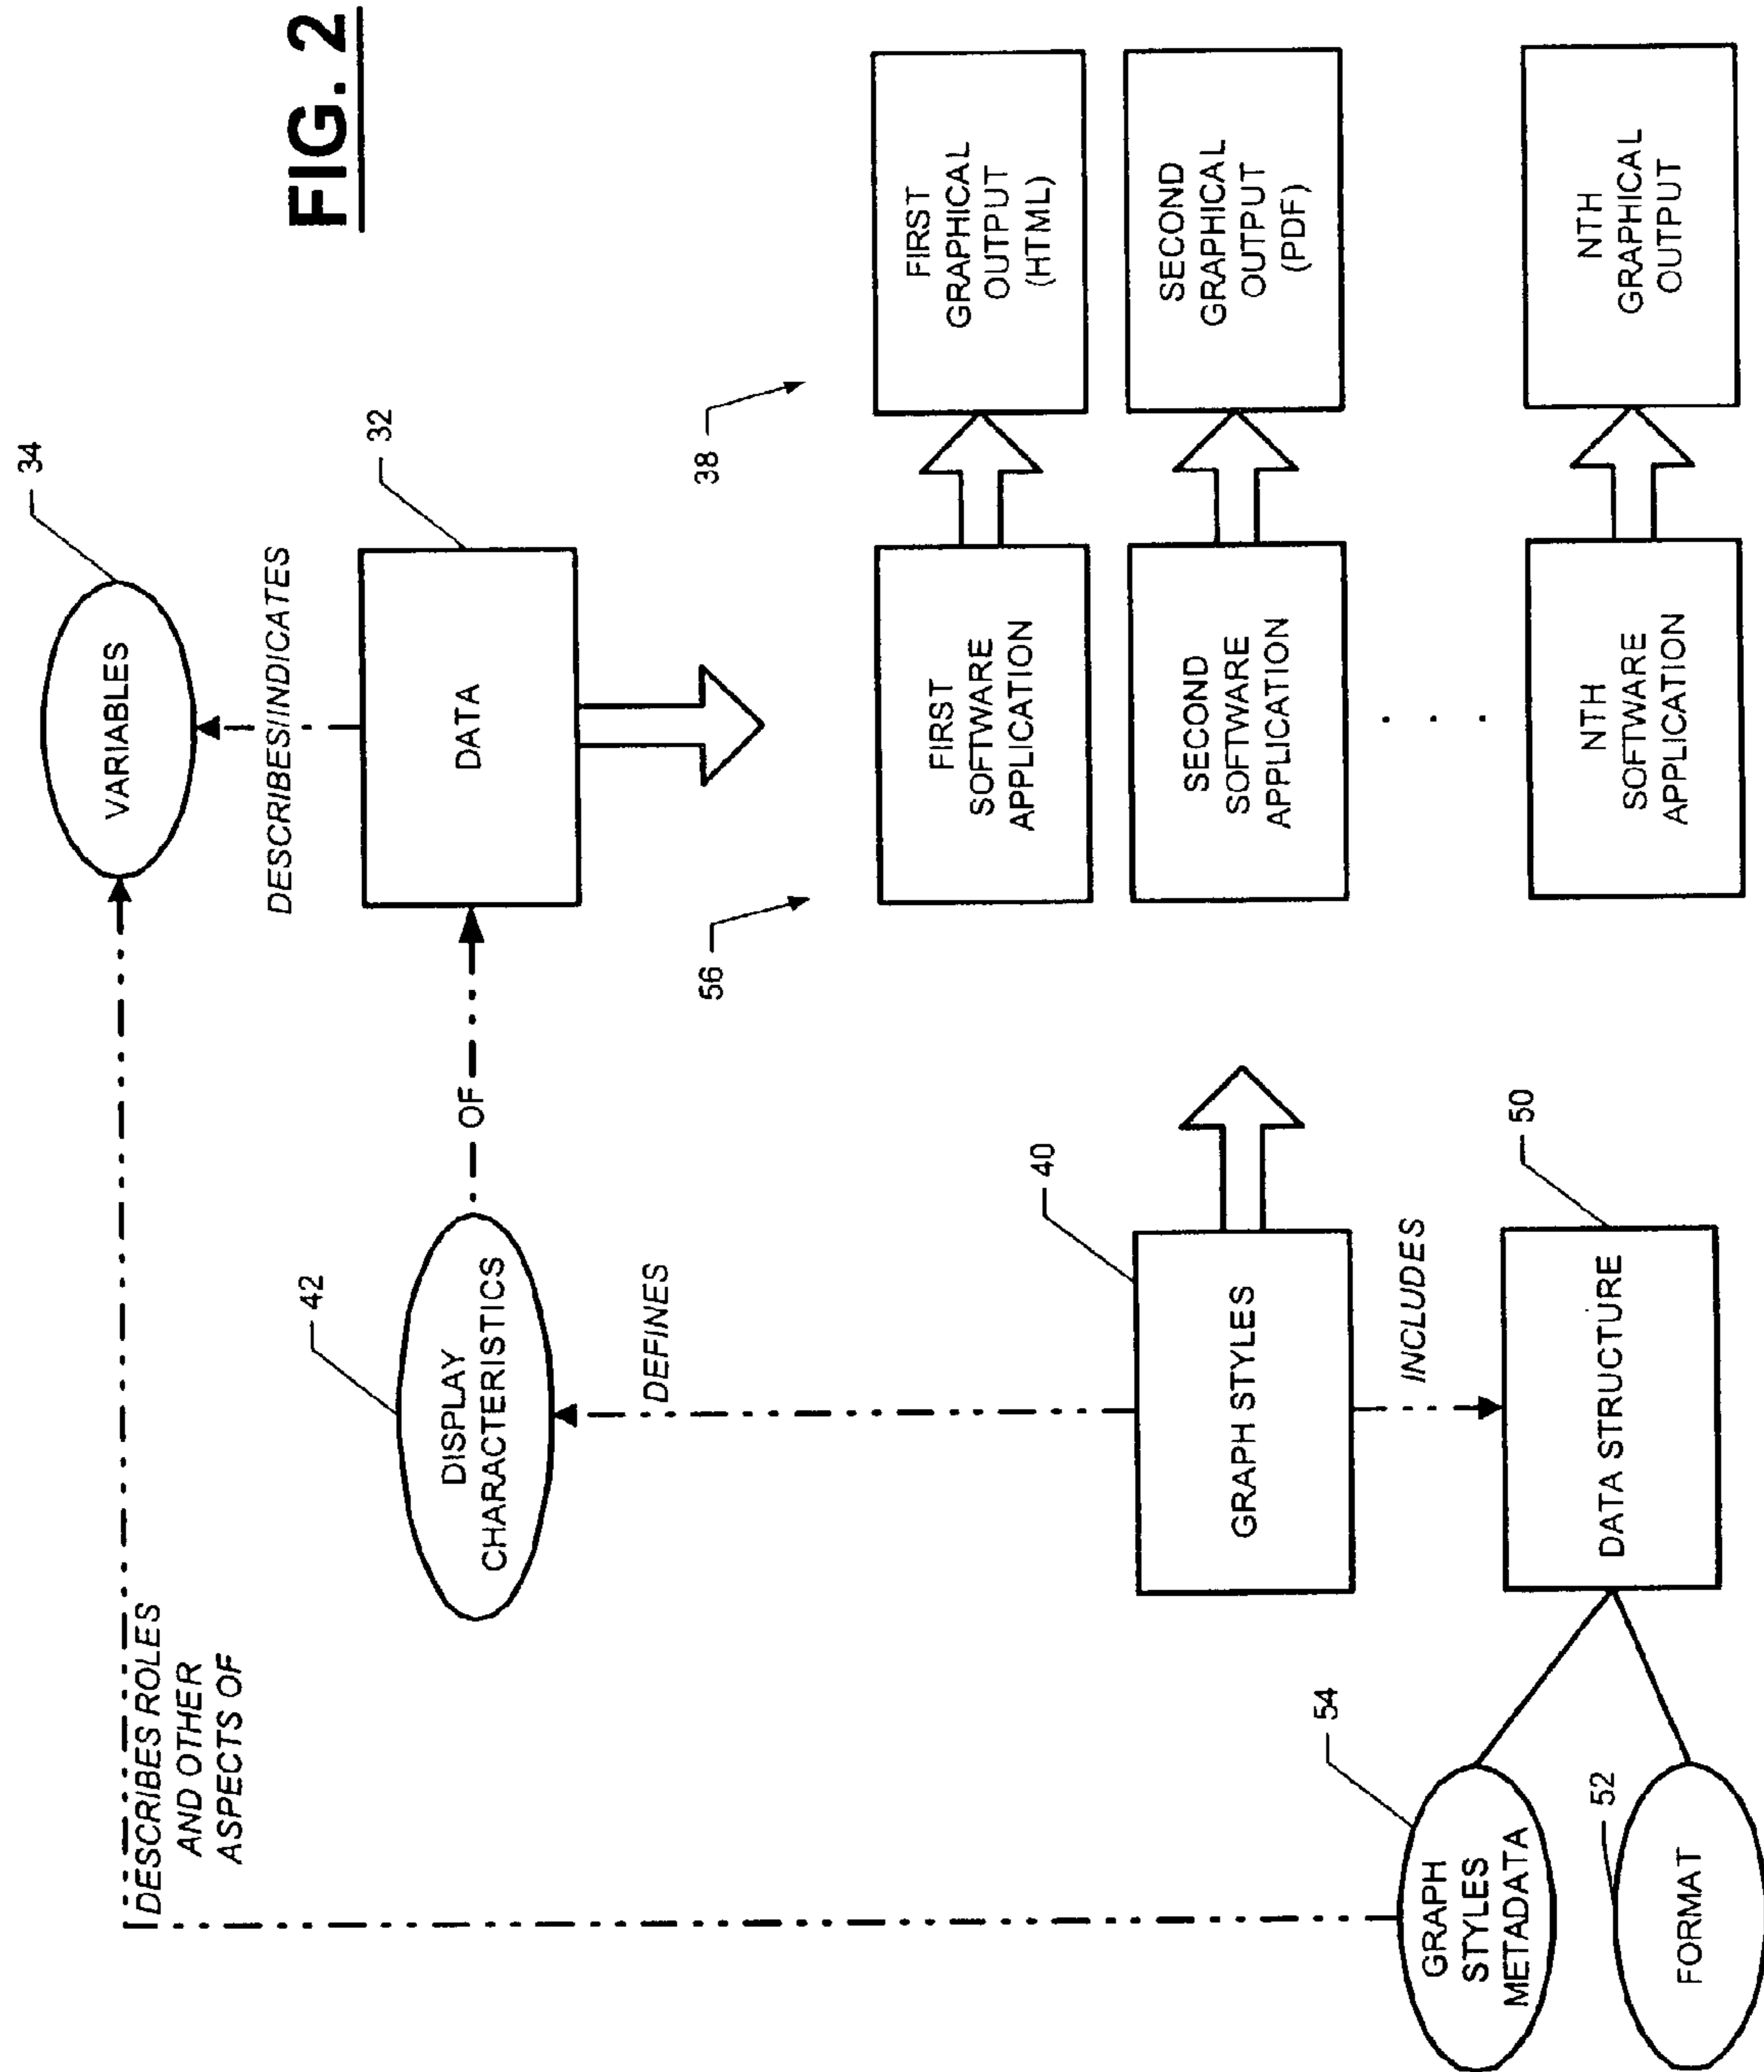 FIG. 2
34
VARIABLES
DESCRIBES/INDICATES
32
DATA
DESCRIBES ROLES
AND OTHER
ASPECTS OF
42
DISPLAY
CHARACTERISTICS
OF
DEFINES
56
38
FIRST
SOFTWARE
APPLICATION
FIRST
GRAPHICAL
OUTPUT
(HTML)
40
GRAPH STYLES
SECOND
SOFTWARE
APPLICATION
SECOND
GRAPHICAL
OUTPUT
(PDF)
INCLUDES
50
DATA STRUCTURE
54
GRAPH
STYLES
METADATA
52
FORMAT
. . . .
NTH
SOFTWARE
APPLICATION
NTH
GRAPHICAL
OUTPUT